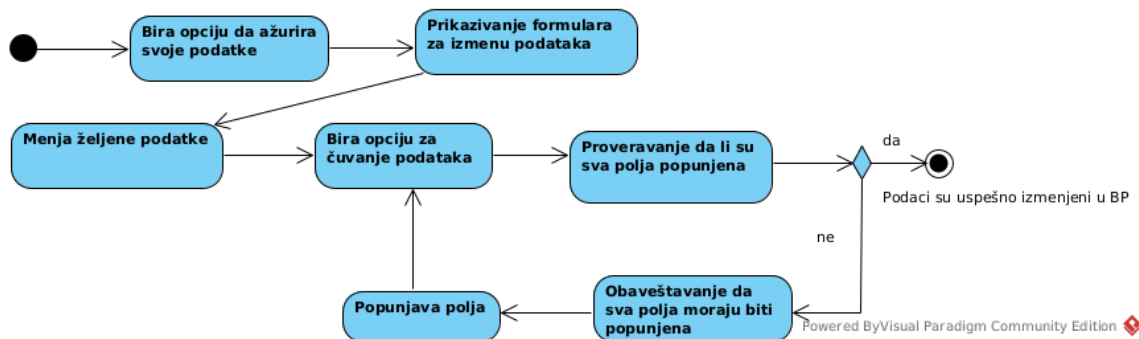 Bira opciju da ažurira
svoje podatke
Prikazivanje formulara
za izmenu podataka
Menja željene podatke
Bira opciju za
čuvanje podataka
Proveravanje da li su
sva polja popunjena
da
Podaci su uspešno izmenjeni u BP
ne
Obaveštavanje da
sva polja moraju biti
popunjena
Popunjava polja
Powered ByVisual Paradigm Community Edition